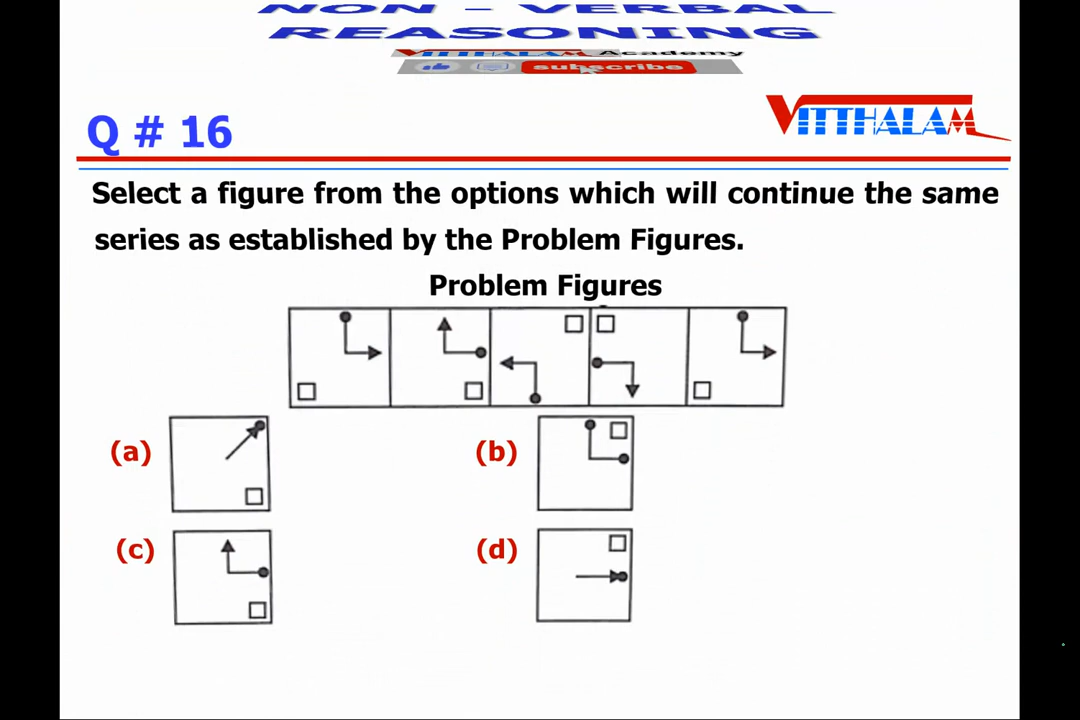 NON - VERBAL
REASONING
VITTHALAM Academy
subscribe
Q # 16
VITTHALAM
Select a figure from the options which will continue the same
series as established by the Problem Figures.
Problem Figures
(a)
(b)
(c)
(d)